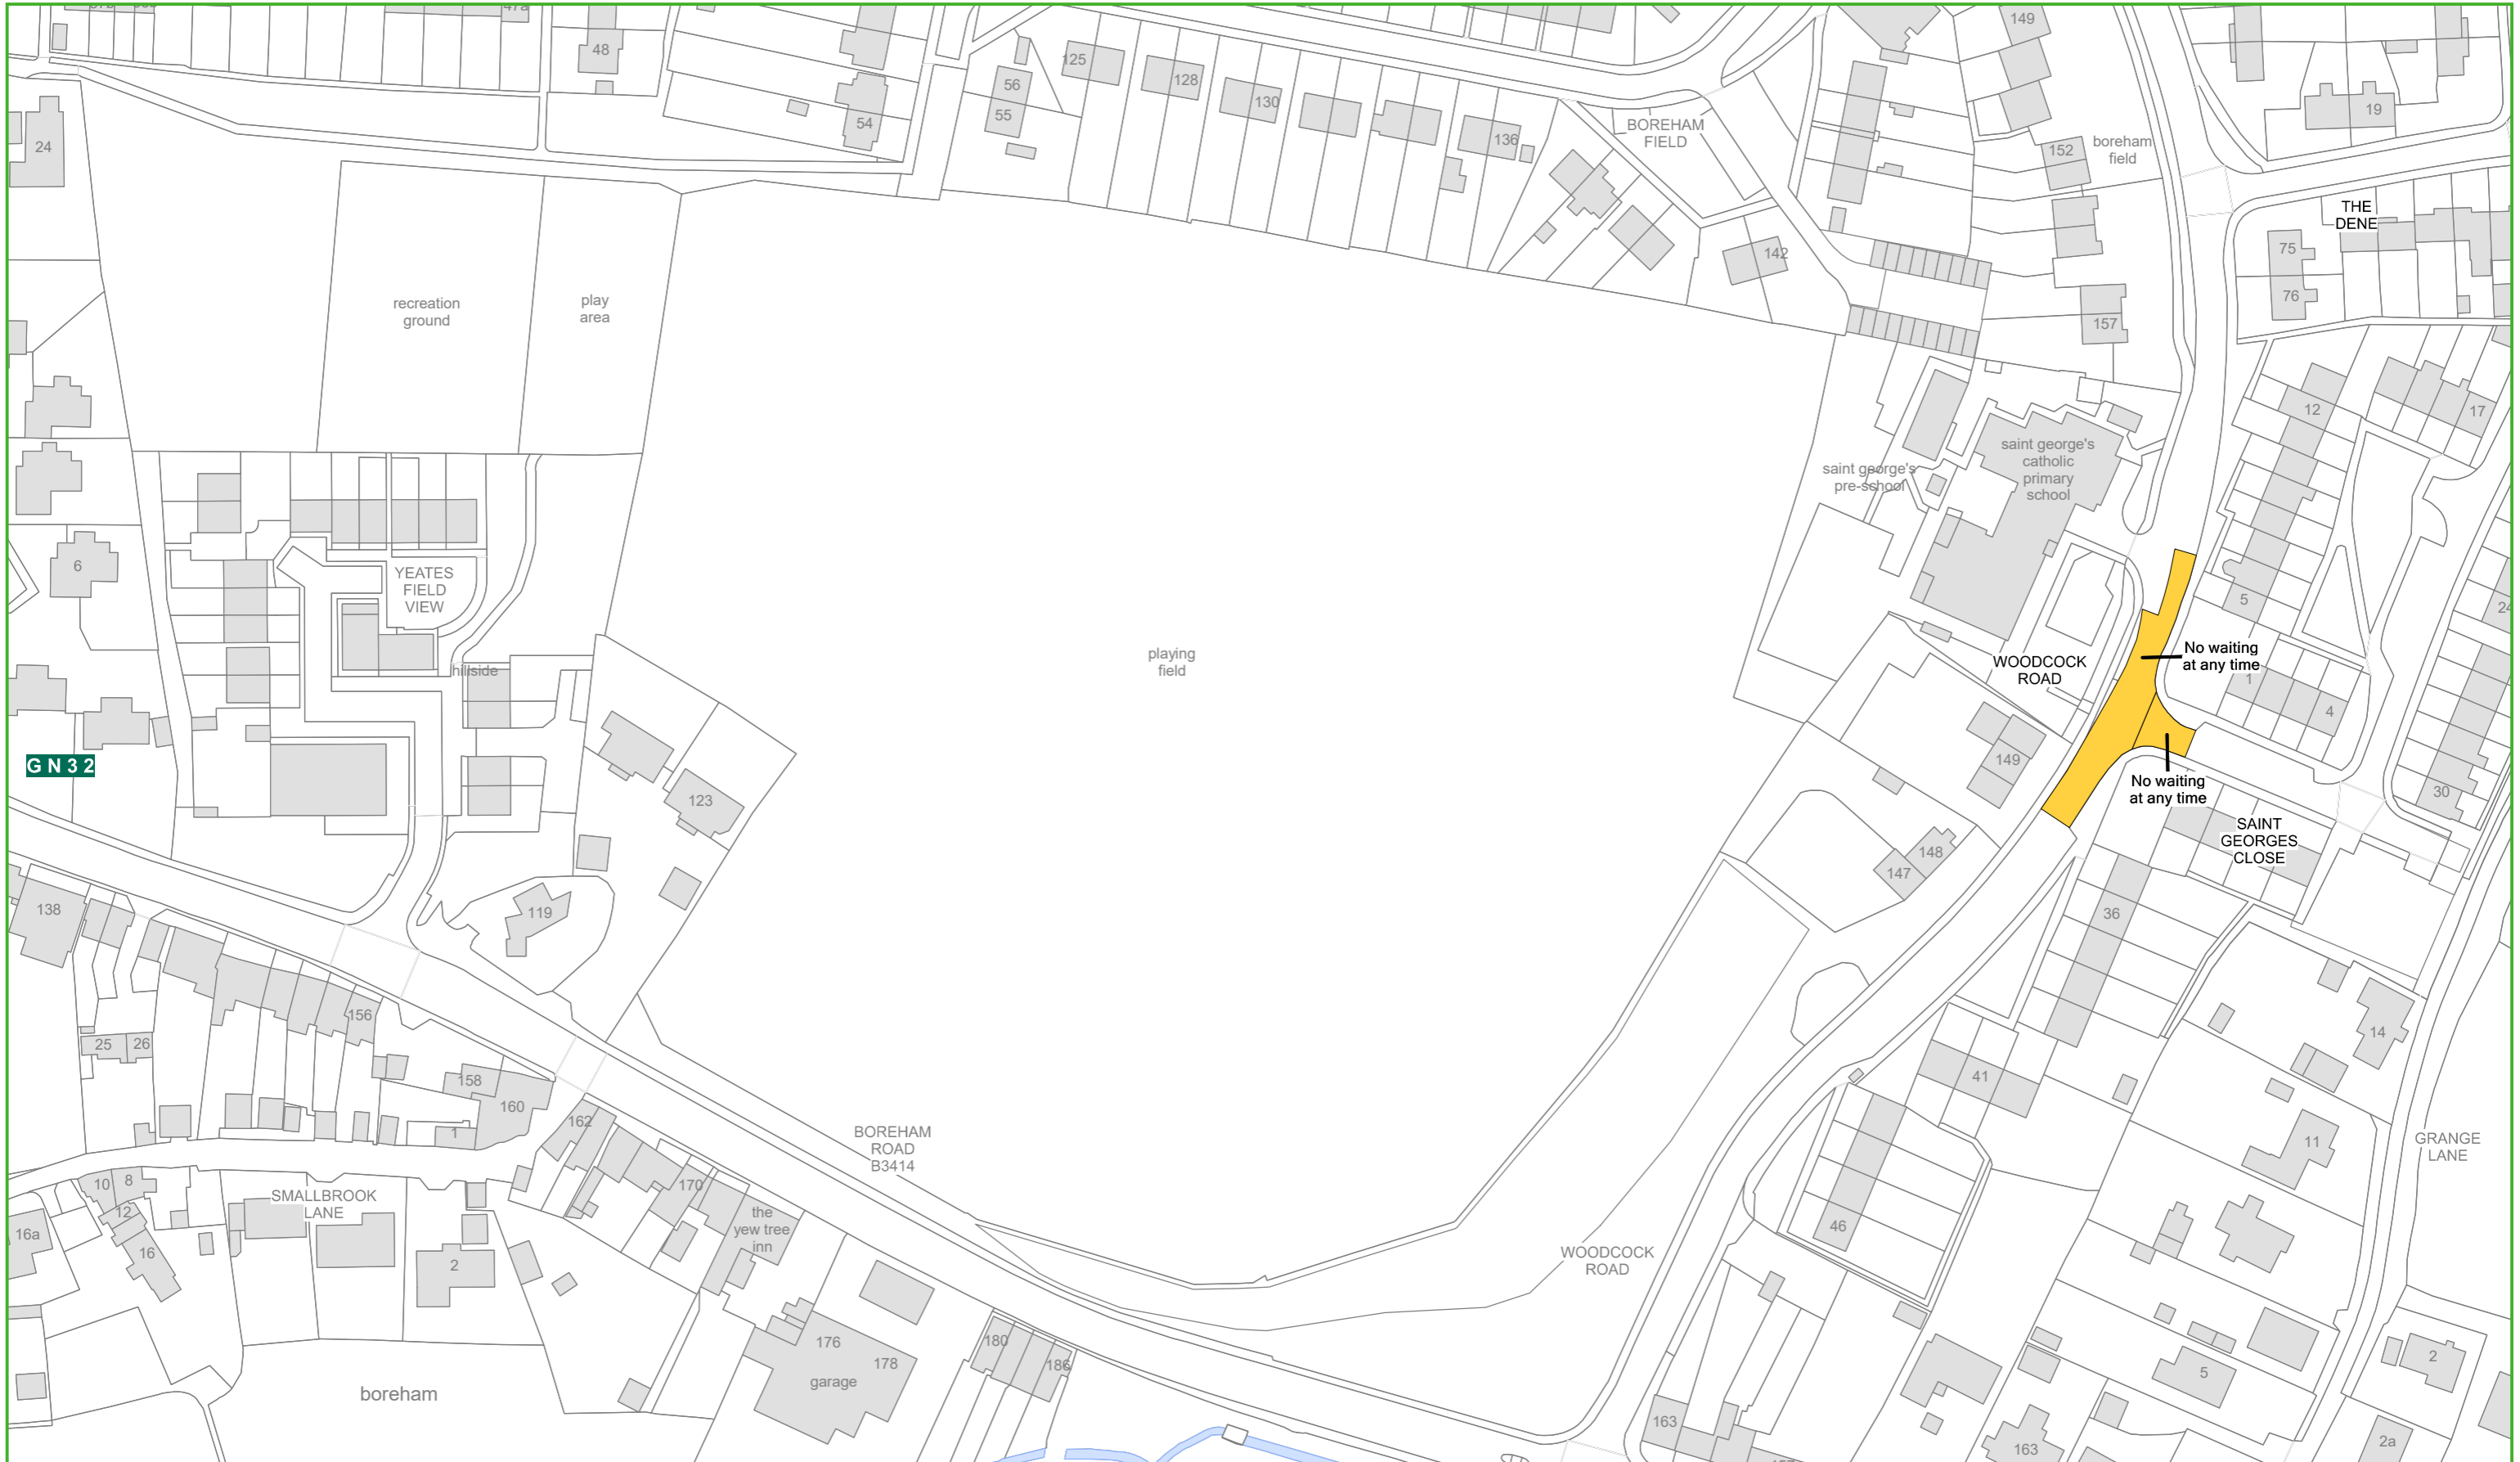 47a
48
125
56
55
128
130
54
136
BOREHAM
FIELD
149
152
boreham
field
19
24
THE
DENE
75
76
142
157
recreation
ground
play
area
12
17
saint george's
catholic
primary
school
saint george's
pre-school
6
YEATES
FIELD
VIEW
5
24
hillside
playing
field
WOODCOCK
ROAD
No waiting
at any time
1
4
GN32
149
No waiting
at any time
30
123
SAINT
GEORGES
CLOSE
148
147
138
119
36
156
14
25
26
158
160
41
162
1
BOREHAM
ROAD
B3414
11
GRANGE
LANE
10
8
170
SMALLBROOK
LANE
12
16a
16
the
yew tree
inn
46
2
WOODCOCK
ROAD
176
178
garage
180
186
boreham
5
2
163
163
2a